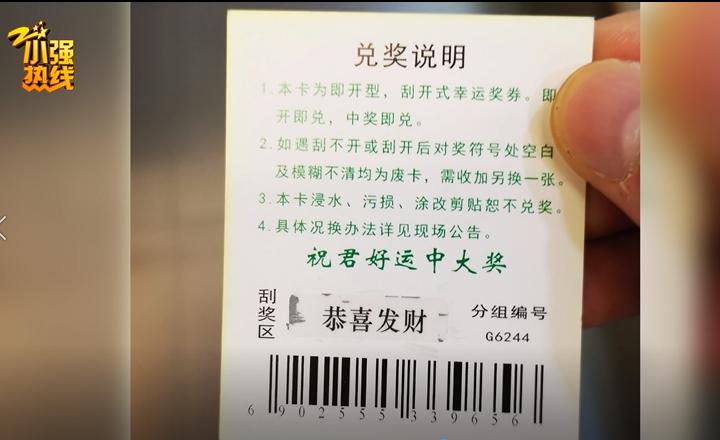 小强
热线
兑奖说明
1.本卡为即开型，刮开式幸运奖券。即
开即兑，中奖即兑。
2.如遇刮不开或刮开后对奖符号处空白
及模糊不清均为废卡，需收加另换一张。
3.本卡浸水、污损、涂改剪贴恕不兑奖。
4.具体况换办法详见现场公告。
祝君好运中大奖
刮奖区
恭喜发财
分组编号
G6244
6902555339656